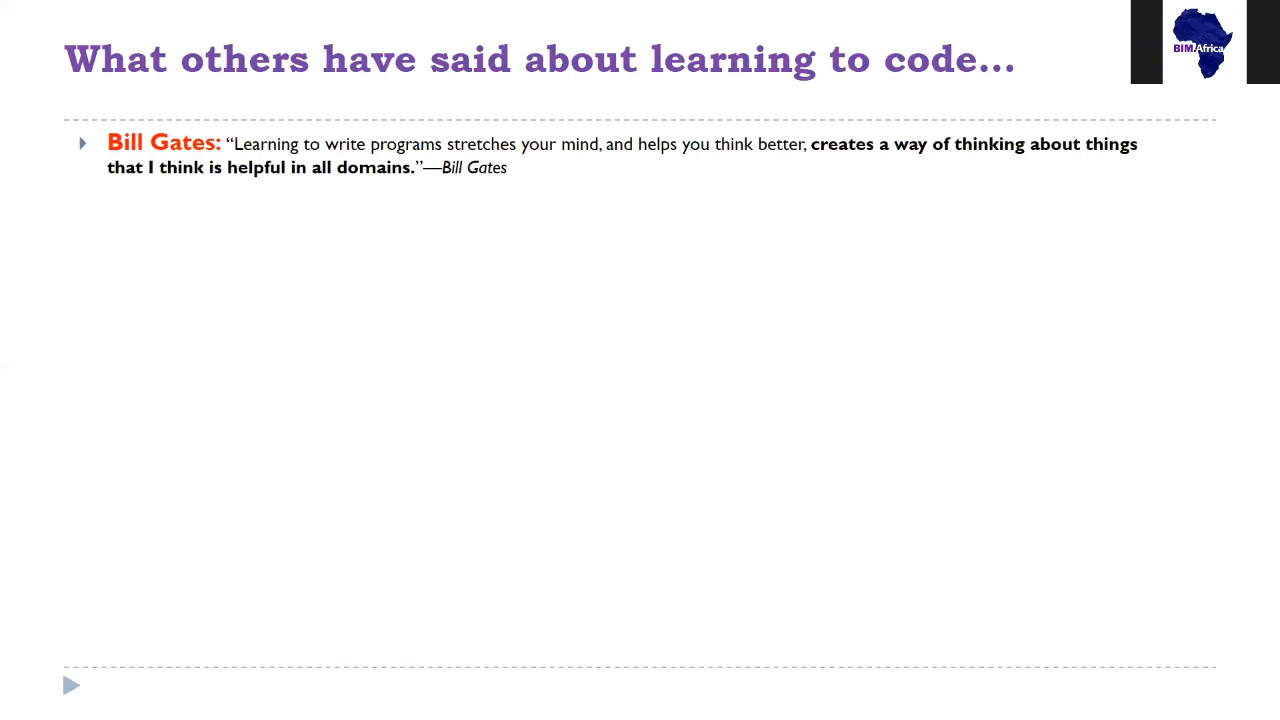 What others have said about learning to code…
BIM.Africa
Bill Gates: “Learning to write programs stretches your mind, and helps you think better, creates a way of thinking about things
that I think is helpful in all domains.”—Bill Gates